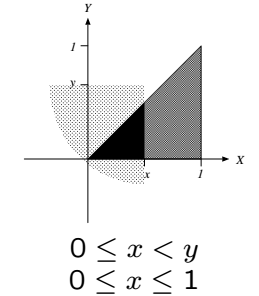 Y
1
y
x 1 X
0 ≤ x < y
0 ≤ x ≤ 1